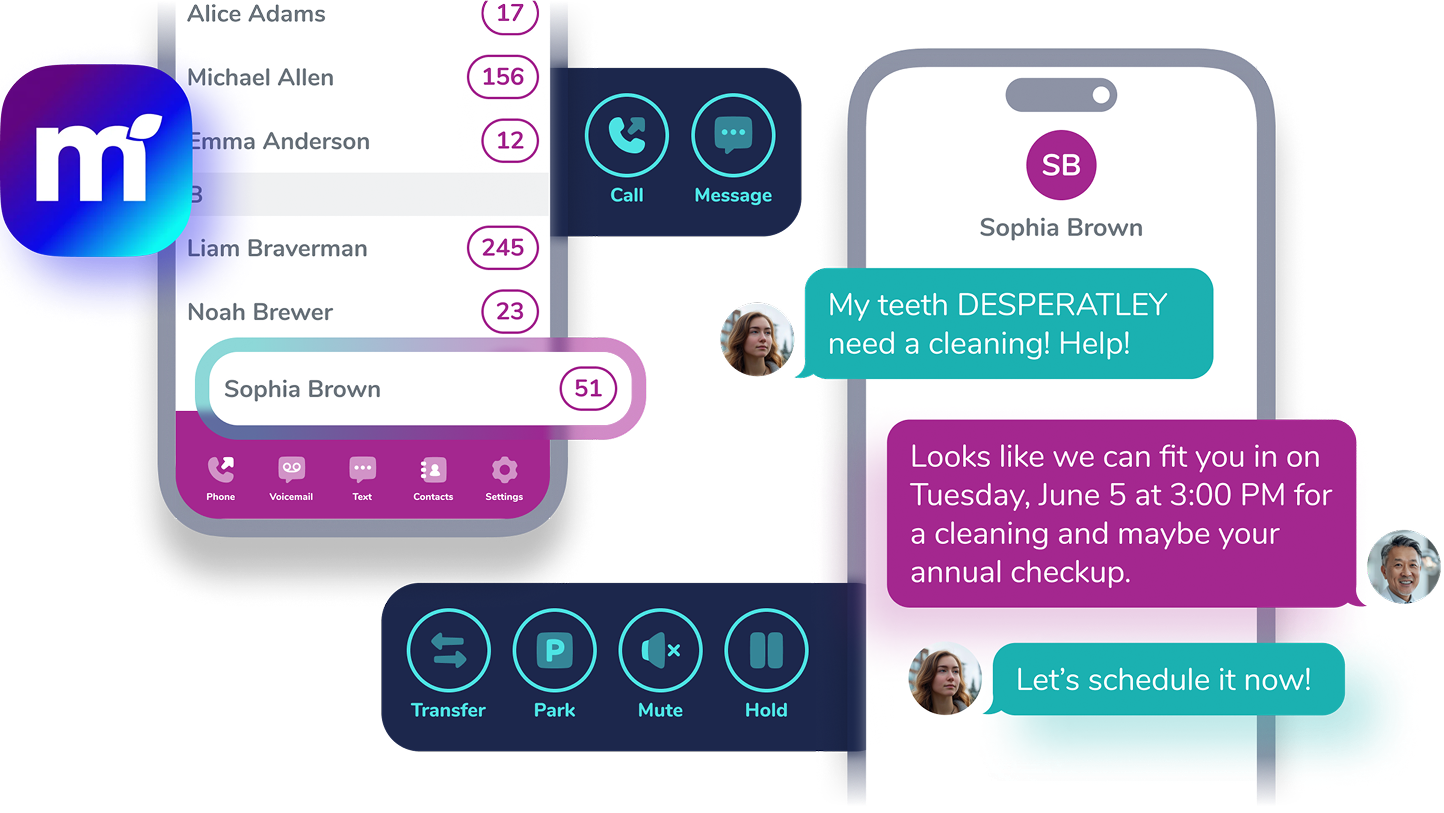 Alice Adams 17
Michael Allen 156
Emma Anderson 12
B
Liam Braverman 245
Noah Brewer 23
Sophia Brown 51
Phone Voicemail Text Contacts Settings
m
Call Message
Transfer Park Mute Hold
P
SB
Sophia Brown
My teeth DESPERATLEY
need a cleaning! Help!
Looks like we can fit you in on
Tuesday, June 5 at 3:00 PM for
a cleaning and maybe your
annual checkup.
Let’s schedule it now!